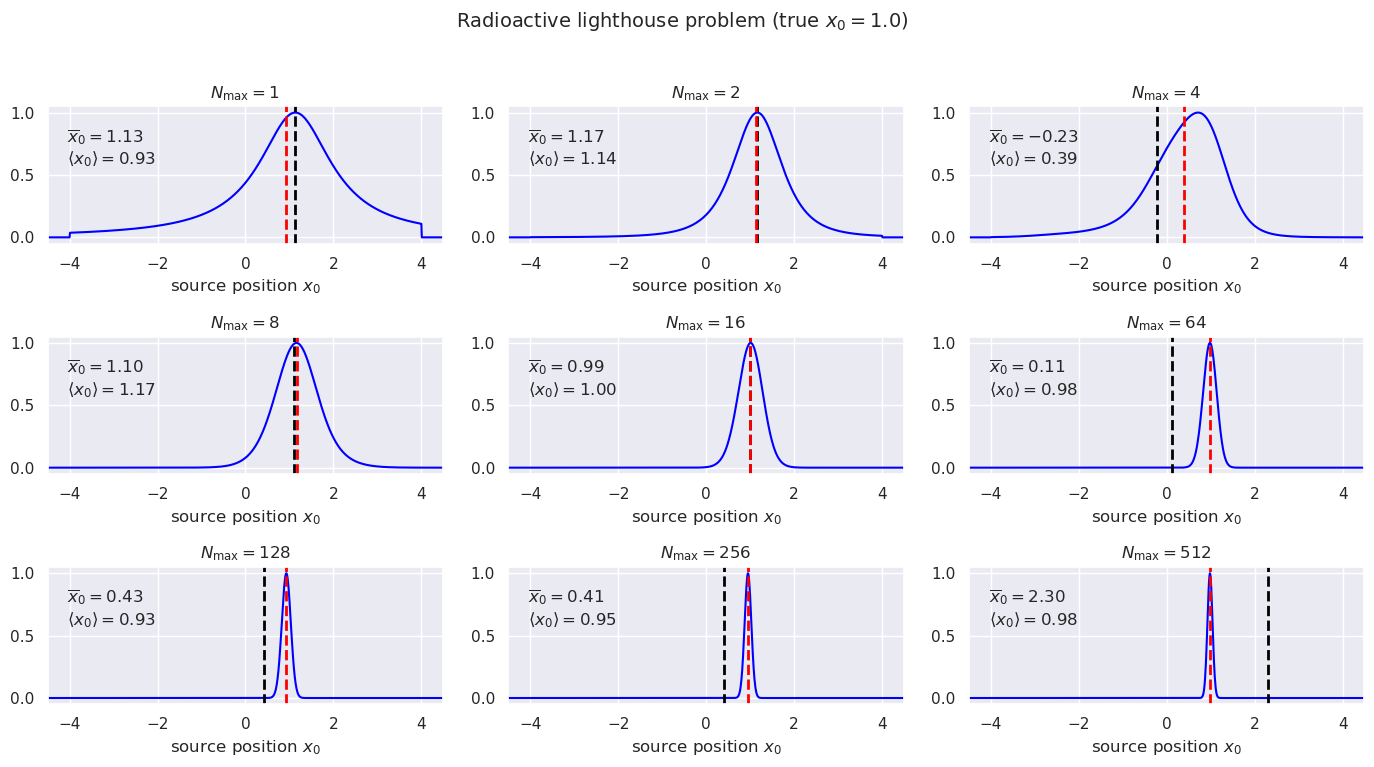 Radioactive lighthouse problem (true x₀ = 1.0)
N_max = 1
1.0
0.5
0.0
x̅₀ = 1.13
⟨x₀⟩ = 0.93
−4 −2 0 2 4
source position x₀
N_max = 2
1.0
0.5
0.0
x̅₀ = 1.17
⟨x₀⟩ = 1.14
−4 −2 0 2 4
source position x₀
N_max = 4
1.0
0.5
0.0
x̅₀ = −0.23
⟨x₀⟩ = 0.39
−4 −2 0 2 4
source position x₀
N_max = 8
1.0
0.5
0.0
x̅₀ = 1.10
⟨x₀⟩ = 1.17
−4 −2 0 2 4
source position x₀
N_max = 16
1.0
0.5
0.0
x̅₀ = 0.99
⟨x₀⟩ = 1.00
−4 −2 0 2 4
source position x₀
N_max = 64
1.0
0.5
0.0
x̅₀ = 0.11
⟨x₀⟩ = 0.98
−4 −2 0 2 4
source position x₀
N_max = 128
1.0
0.5
0.0
x̅₀ = 0.43
⟨x₀⟩ = 0.93
−4 −2 0 2 4
source position x₀
N_max = 256
1.0
0.5
0.0
x̅₀ = 0.41
⟨x₀⟩ = 0.95
−4 −2 0 2 4
source position x₀
N_max = 512
1.0
0.5
0.0
x̅₀ = 2.30
⟨x₀⟩ = 0.98
−4 −2 0 2 4
source position x₀